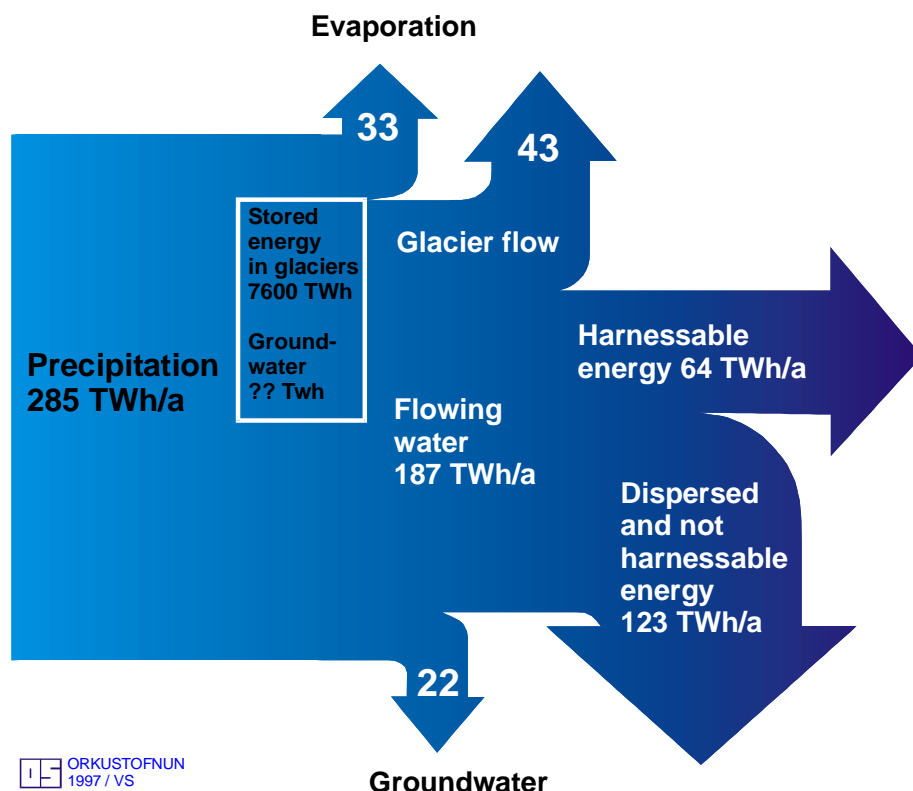 Evaporation
33
43
Stored
energy
in glaciers
7600 TWh
Ground-
water
?? Twh
Glacier flow
Precipitation
285 TWh/a
Harnessable
energy 64 TWh/a
Flowing
water
187 TWh/a
Dispersed
and not
harnessable
energy
123 TWh/a
22
Groundwater
OS
ORKUSTOFNUN
1997 / VS